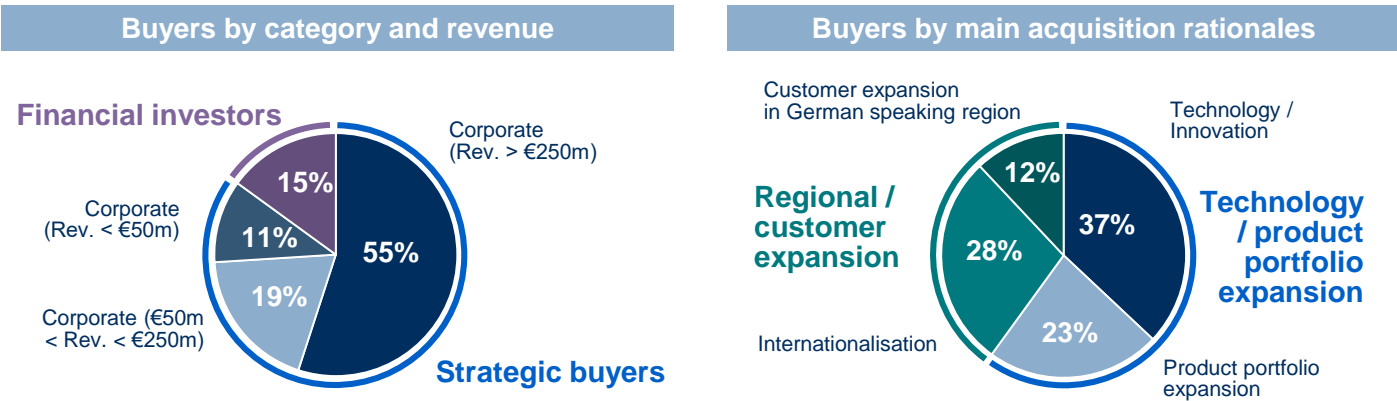 Buyers by category and revenue
Financial investors
Corporate
(Rev. > €250m)
15%
Corporate
(Rev. < €50m)
11%
55%
19%
Corporate (€50m
< Rev. < €250m)
Strategic buyers
Buyers by main acquisition rationales
Customer expansion
in German speaking region
Technology /
Innovation
12%
Regional /
customer
expansion
37%
Technology
/ product
portfolio
expansion
28%
23%
Internationalisation
Product portfolio
expansion